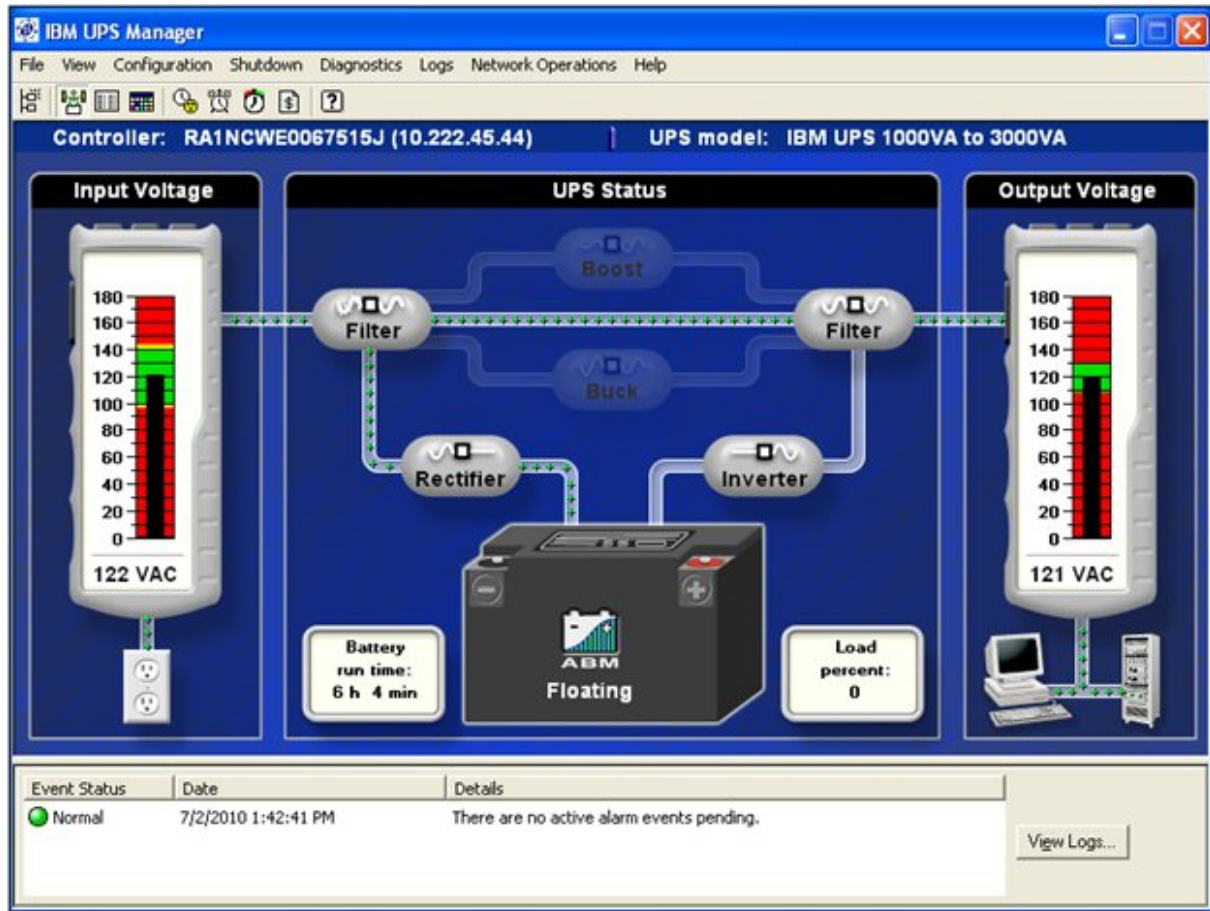 IBM UPS Manager
File View Configuration Shutdown Diagnostics Logs Network Operations Help
Controller: RA1NCWE0067515J (10.222.45.44) UPS model: IBM UPS 1000VA to 3000VA
Input Voltage
180
160
140
120
100
80
60
40
20
0
122 VAC
UPS Status
Boost
Filter
Filter
Buck
Rectifier
Inverter
Battery
run time:
6 h 4 min
ABM
Floating
Load
percent:
0
Output Voltage
180
160
140
120
100
80
60
40
20
0
121 VAC
Event Status Date Details
Normal 7/2/2010 1:42:41 PM There are no active alarm events pending.
View Logs...